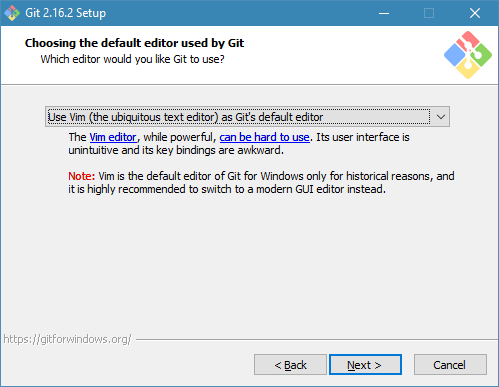 Git 2.16.2 Setup
Choosing the default editor used by Git
Which editor would you like Git to use?
Use Vim (the ubiquitous text editor) as Git's default editor
The Vim editor, while powerful, can be hard to use. Its user interface is
unintuitive and its key bindings are awkward.
Note: Vim is the default editor of Git for Windows only for historical reasons, and
it is highly recommended to switch to a modern GUI editor instead.
https://gitforwindows.org/
< Back
Next >
Cancel